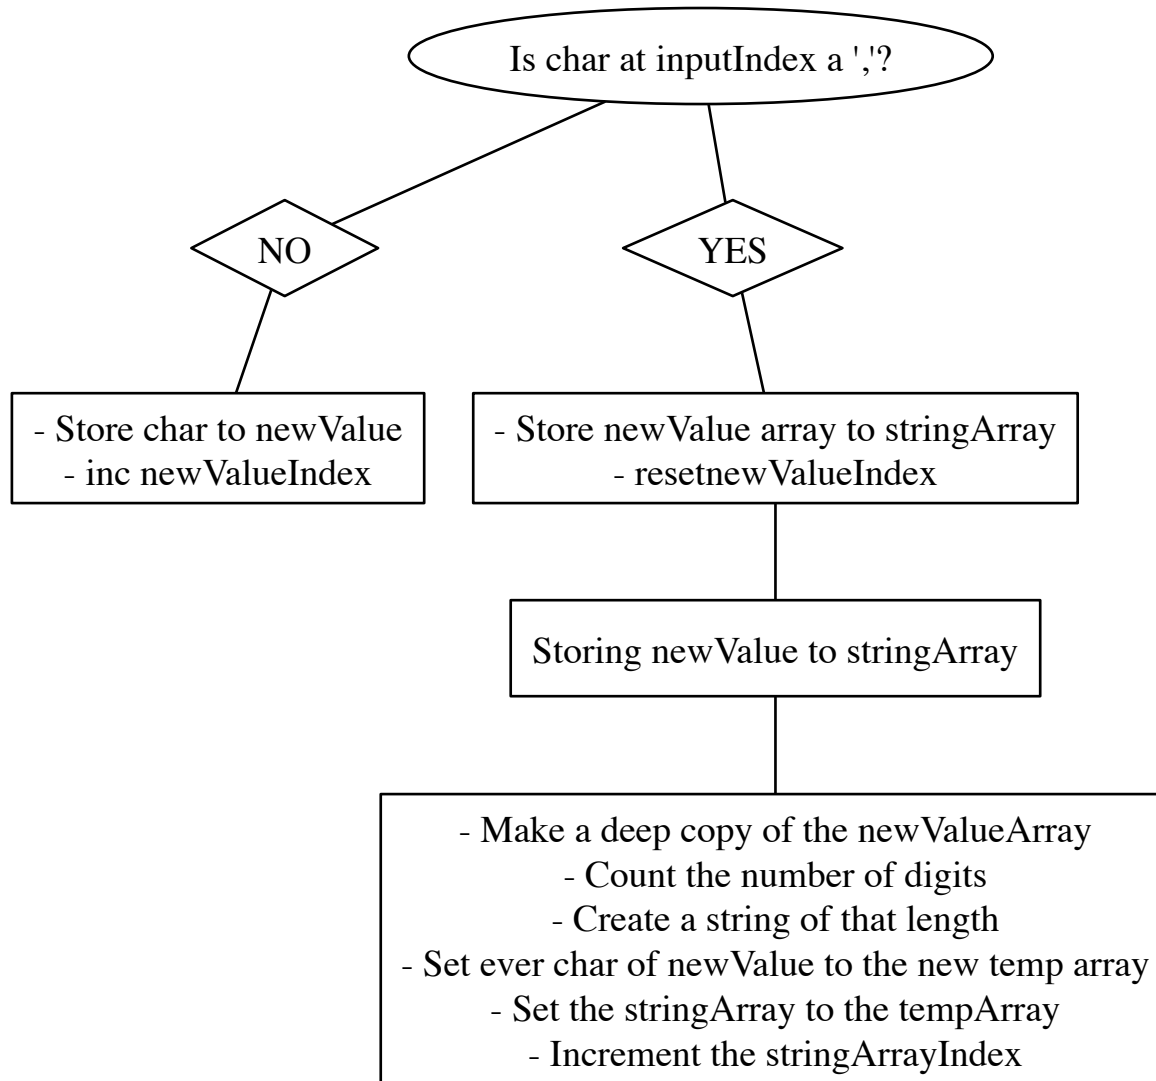 Is char at inputIndex a ','?
NO
YES
- Store char to newValue
- inc newValueIndex
- Store newValue array to stringArray
- resetnewValueIndex
Storing newValue to stringArray
- Make a deep copy of the newValueArray
- Count the number of digits
- Create a string of that length
- Set ever char of newValue to the new temp array
- Set the stringArray to the tempArray
- Increment the stringArrayIndex